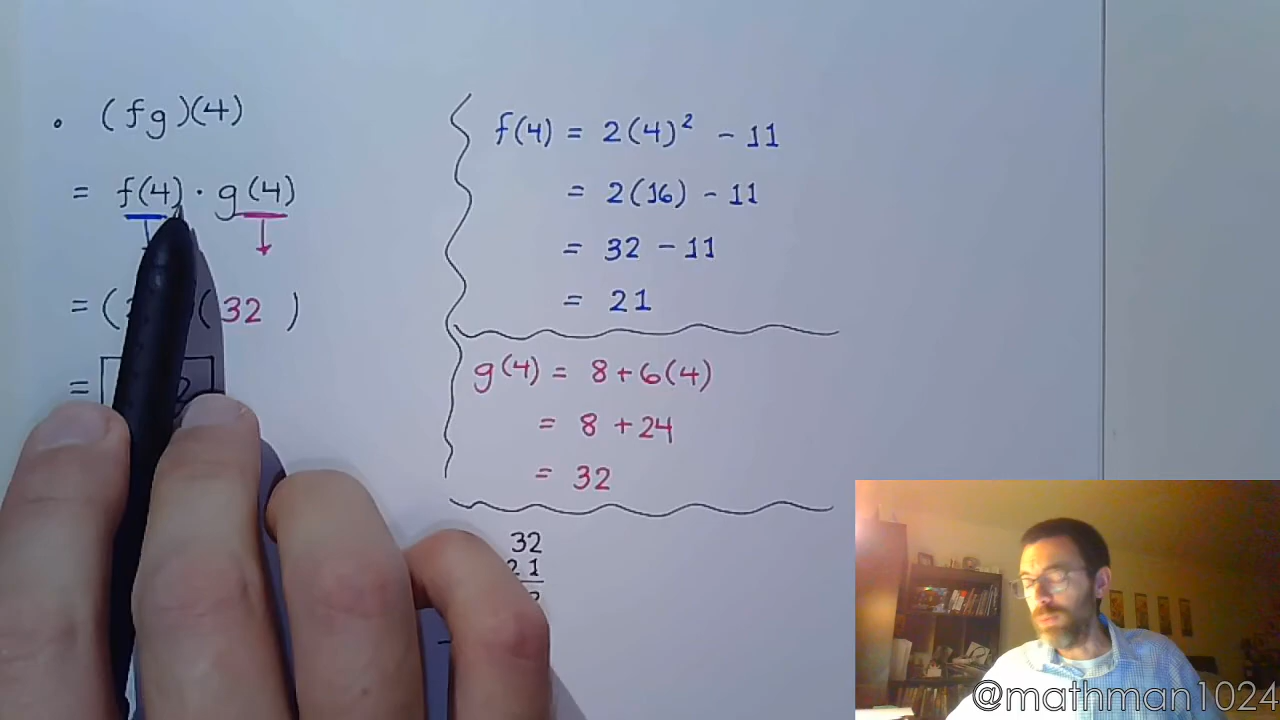 • (fg)(4)
= f(4) · g(4)
= ( ( 32 )
=
f(4) = 2(4)² - 11
= 2(16) - 11
= 32 - 11
= 21
g(4) = 8+6(4)
= 8 + 24
= 32
32
21
@mathman1024